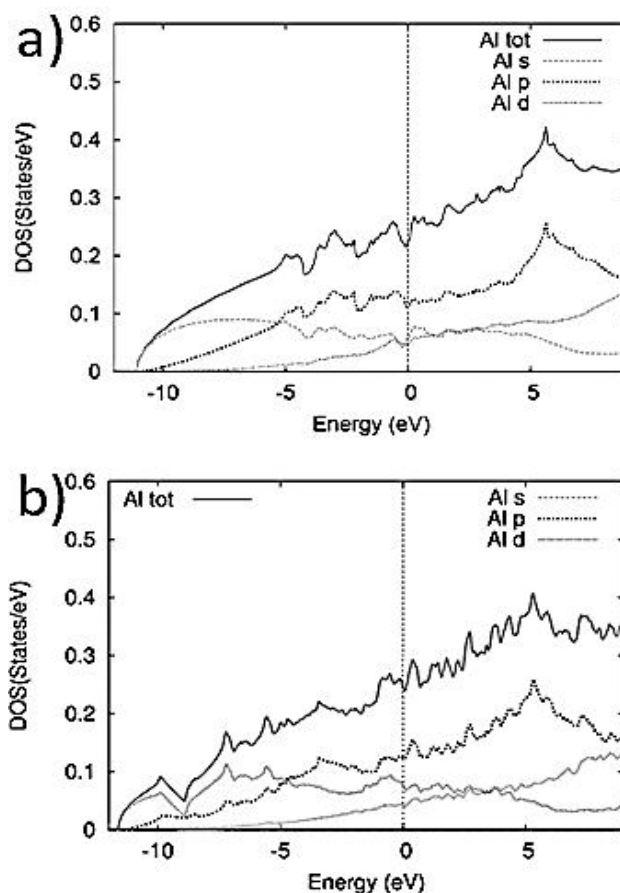 a)
Al tot
Al s
Al p
Al d
0.6
0.5
0.4
0.3
0.2
0.1
0
DOS(States/eV)
-10
-5
0
5
Energy (eV)
b)
Al tot
Al s
Al p
Al d
0.6
0.5
0.4
0.3
0.2
0.1
0
DOS(States/eV)
-10
-5
0
5
Energy (eV)